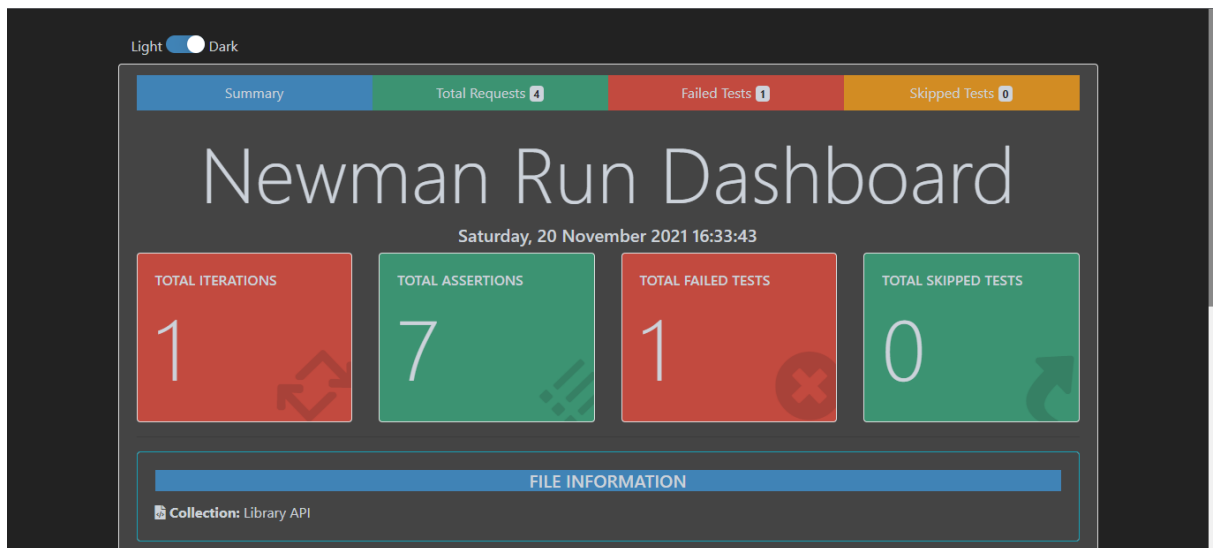 Light Dark
Summary Total Requests 4 Failed Tests 1 Skipped Tests 0
Newman Run Dashboard
Saturday, 20 November 2021 16:33:43
TOTAL ITERATIONS TOTAL ASSERTIONS TOTAL FAILED TESTS TOTAL SKIPPED TESTS
1 7 1 0
FILE INFORMATION
Collection: Library API